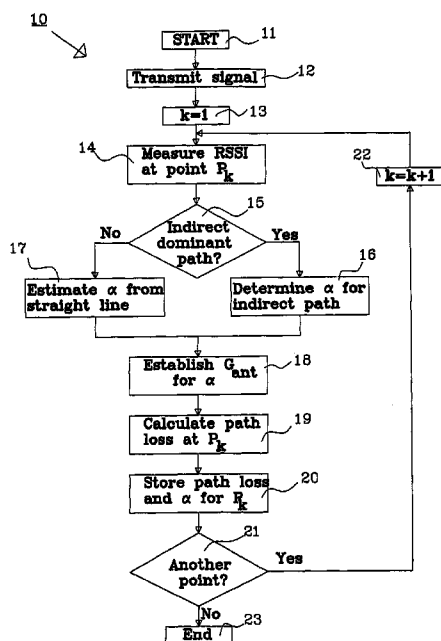 10
START
11
Transmit signal
12
k=1
13
14
Measure RSSI
at point Pk
22
k=k+1
15
Indirect
dominant
path?
No
Yes
17
16
Estimate α from
straight line
Determine α for
indirect path
Establish Gant
for α
18
Calculate path
loss at Pk
19
Store path loss
and α for Pk
20
21
Another
point?
Yes
No
End
23